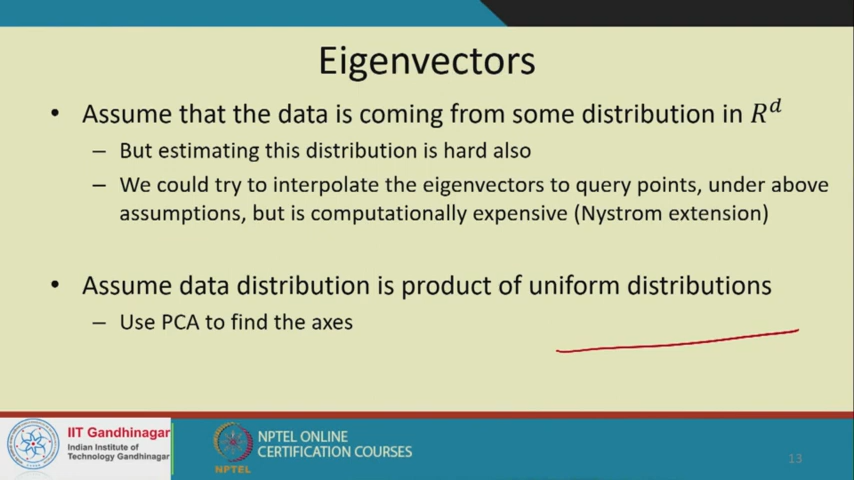 Eigenvectors
• Assume that the data is coming from some distribution in R^d
– But estimating this distribution is hard also
– We could try to interpolate the eigenvectors to query points, under above
assumptions, but is computationally expensive (Nystrom extension)
• Assume data distribution is product of uniform distributions
– Use PCA to find the axes
IIT Gandhinagar
Indian Institute of
Technology Gandhinagar
NPTEL
NPTEL ONLINE
CERTIFICATION COURSES
13